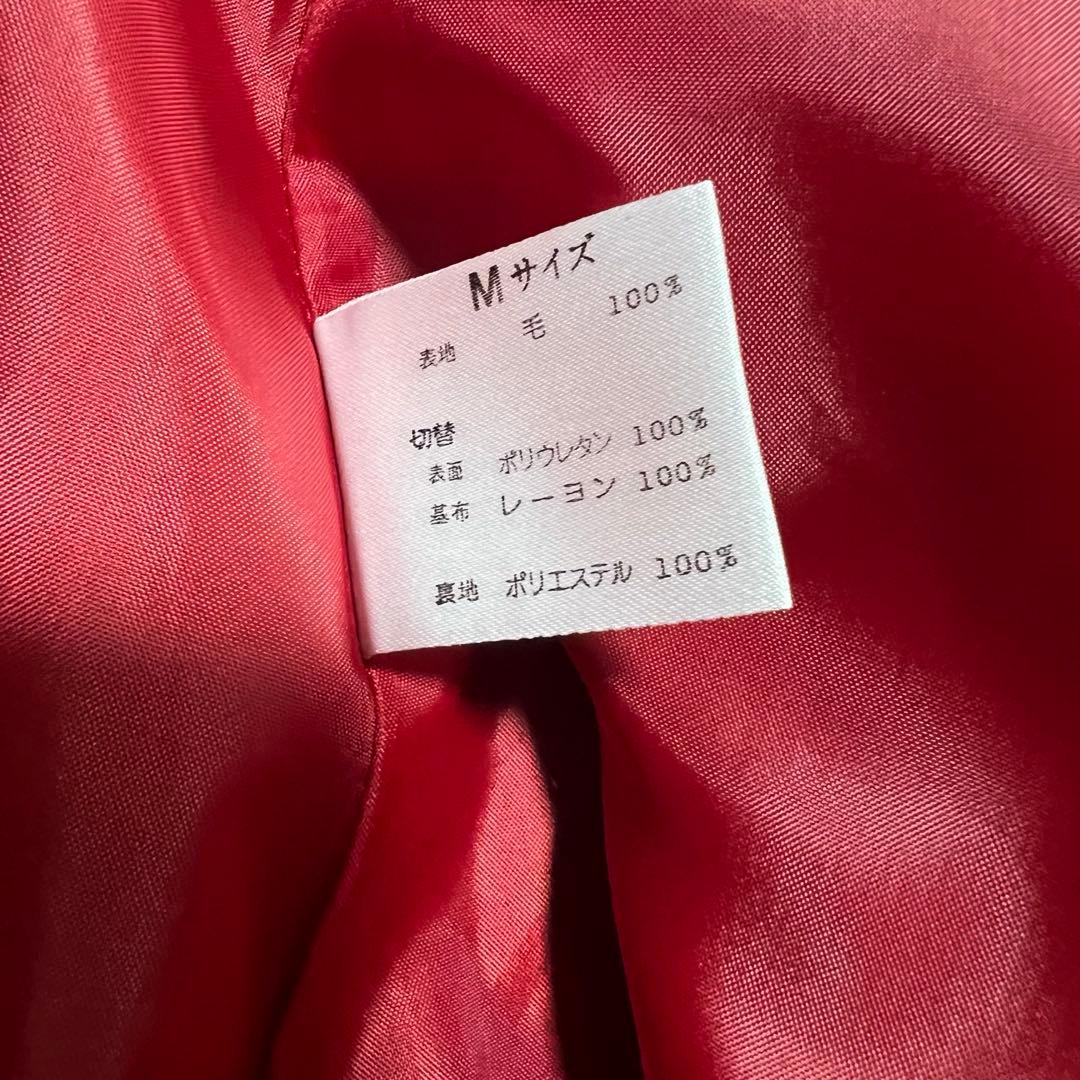 Mサイズ
表地 毛 100%
切替
表面 ポリウレタン 100%
基布 レーヨン 100%
裏地 ポリエステル 100%